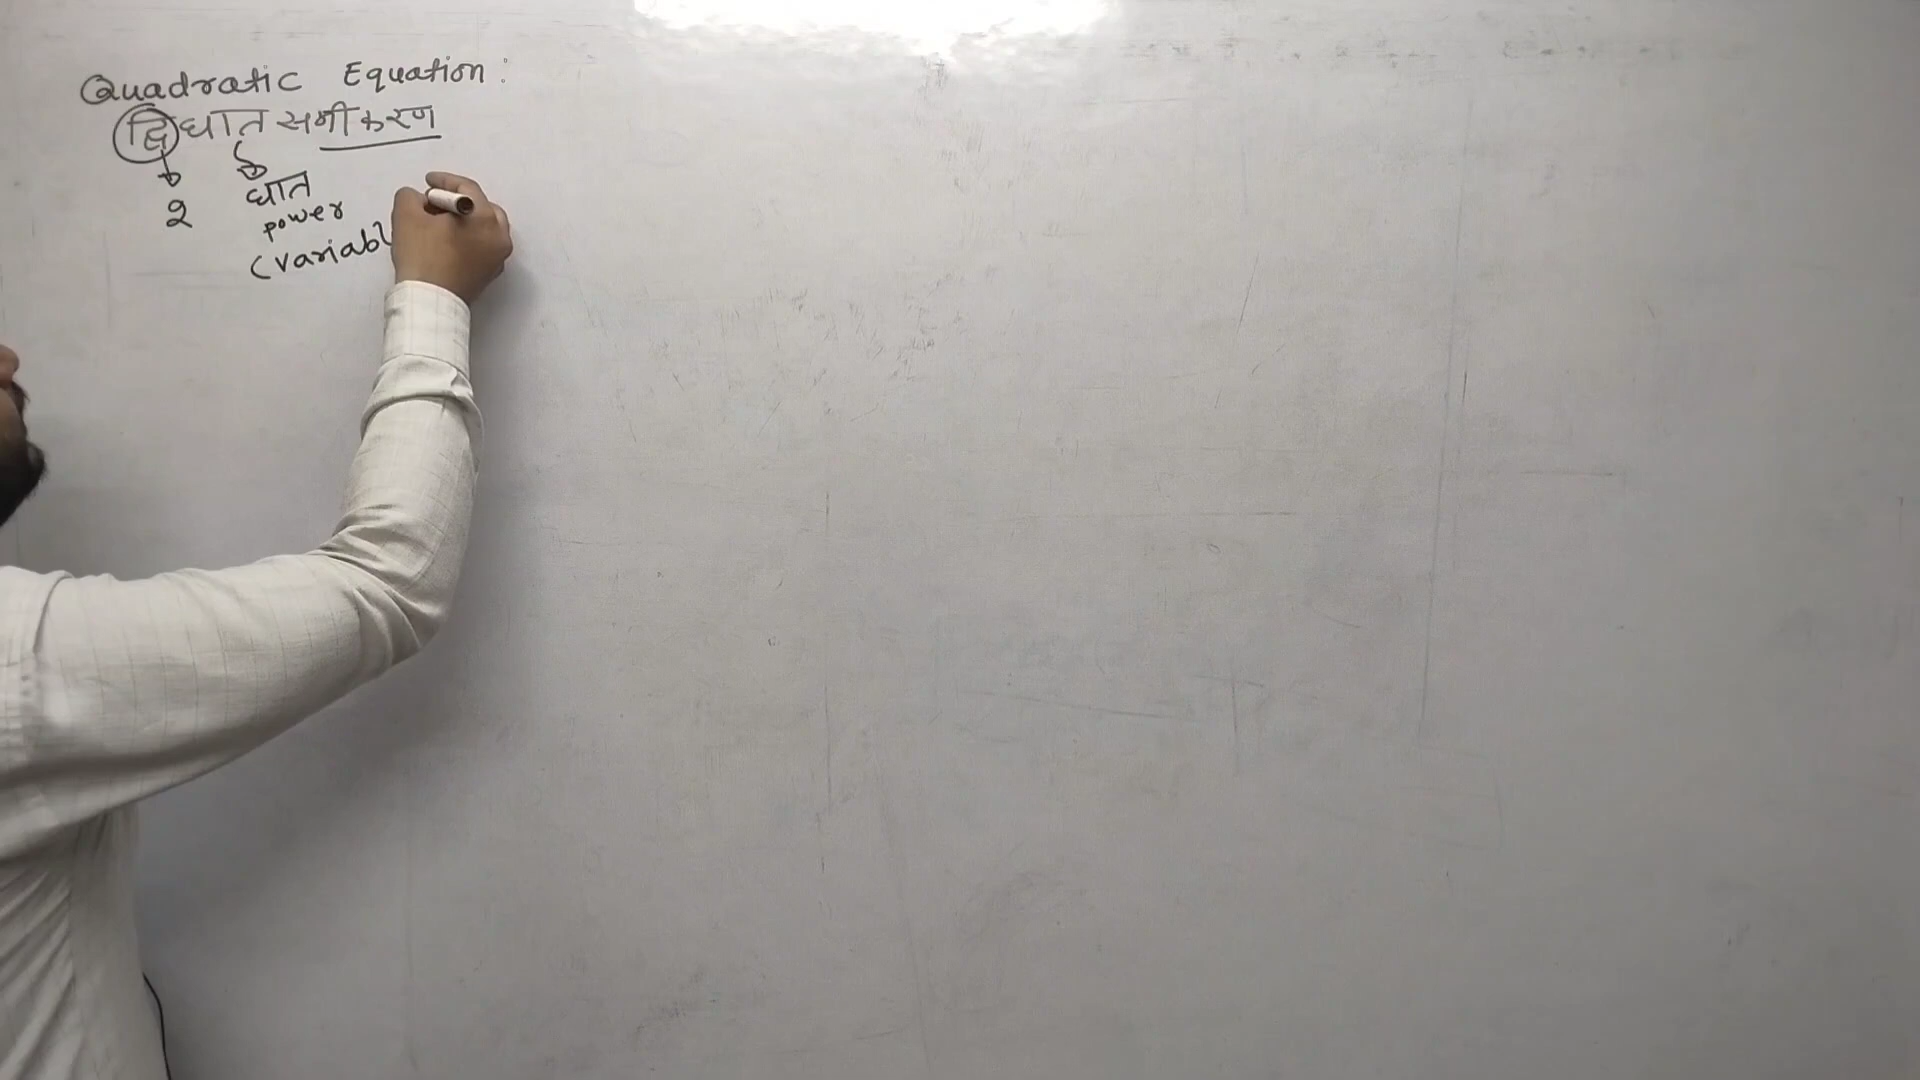 Quadratic Equation :
द्विघात समीकरण
2 घात
power
(variabl